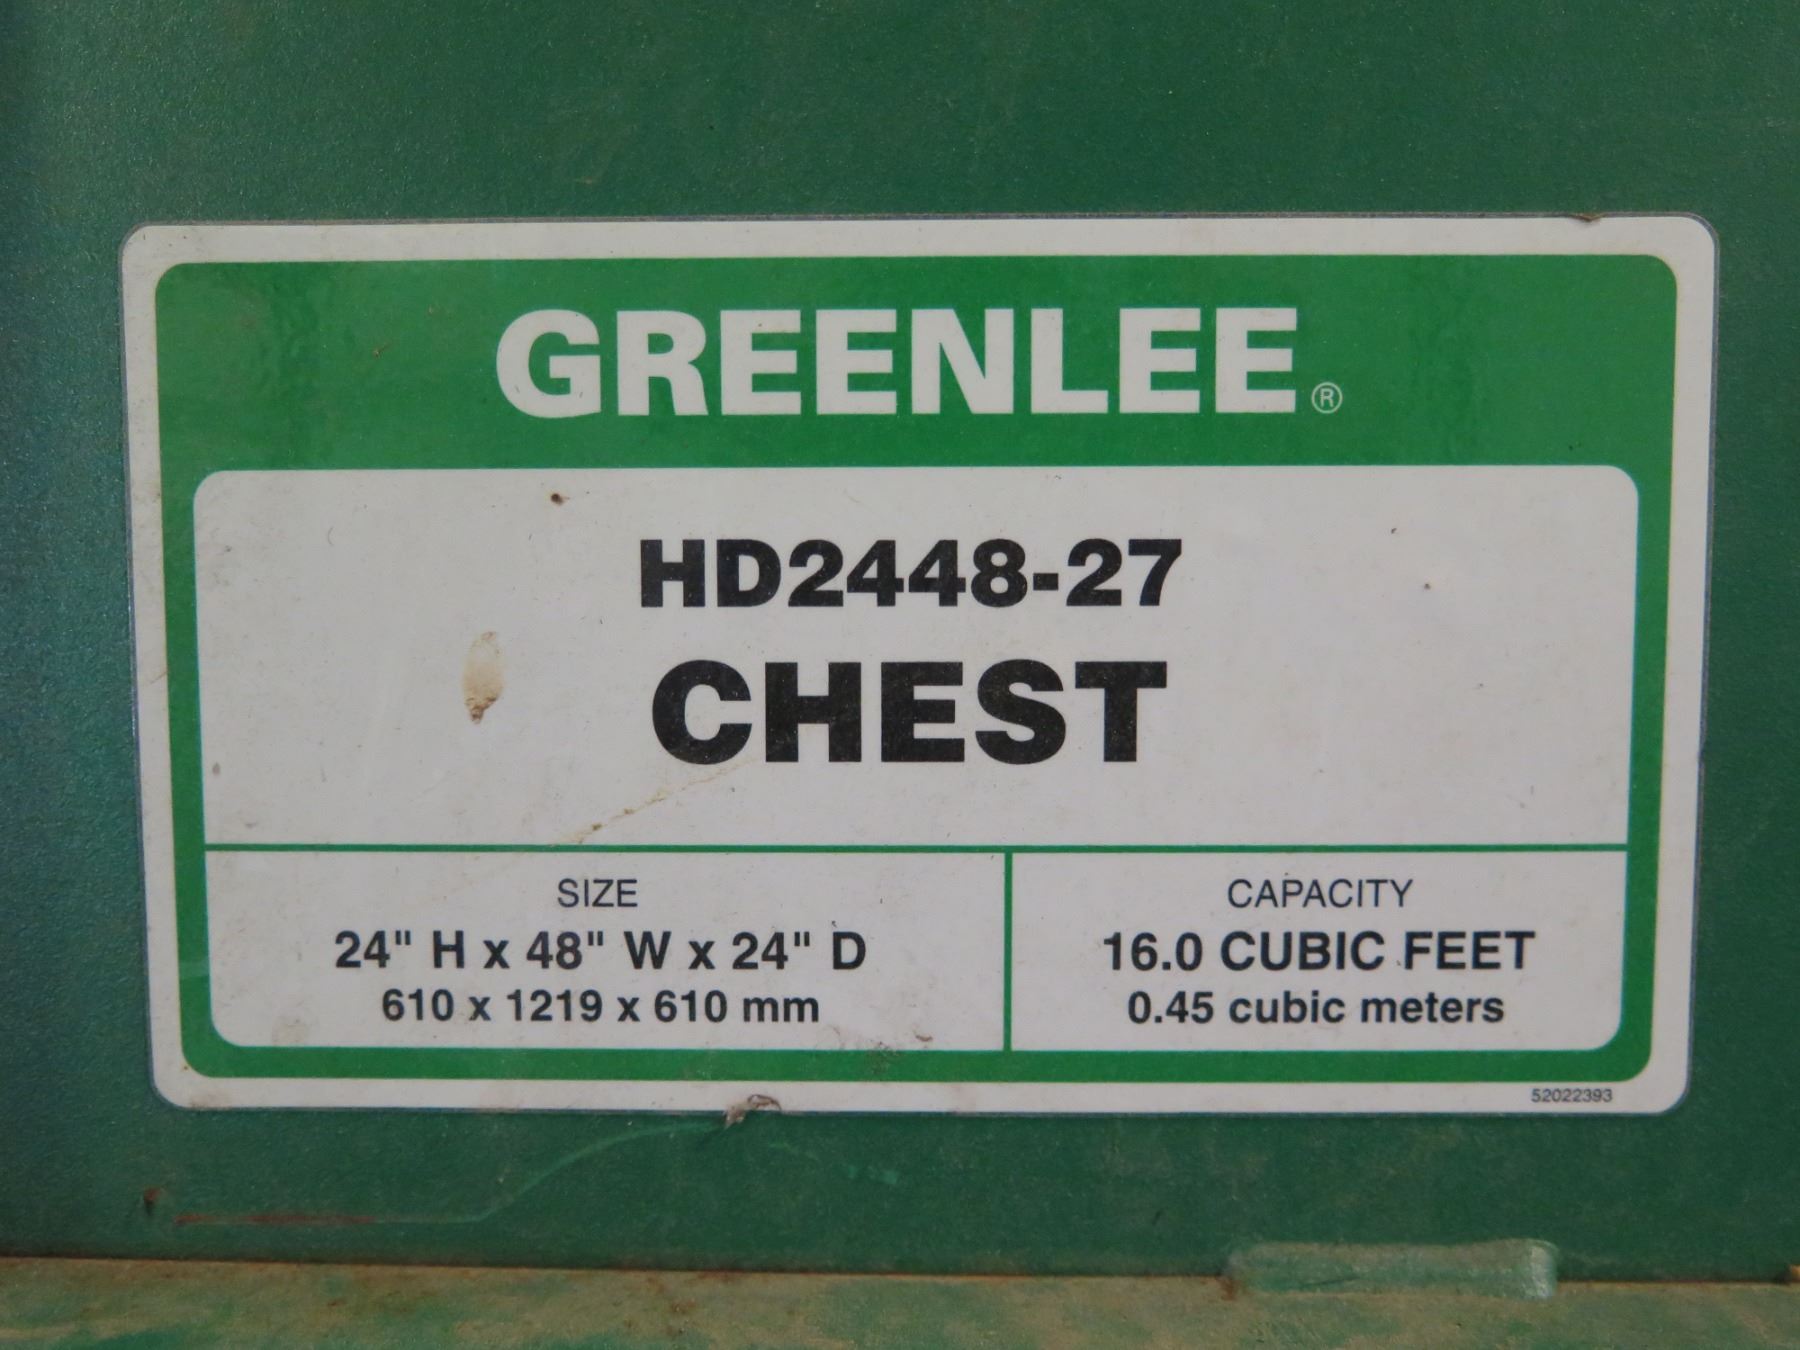 GREENLEE®
HD2448-27
CHEST
SIZE
24" H x 48" W x 24" D
610 x 1219 x 610 mm
CAPACITY
16.0 CUBIC FEET
0.45 cubic meters
52022393